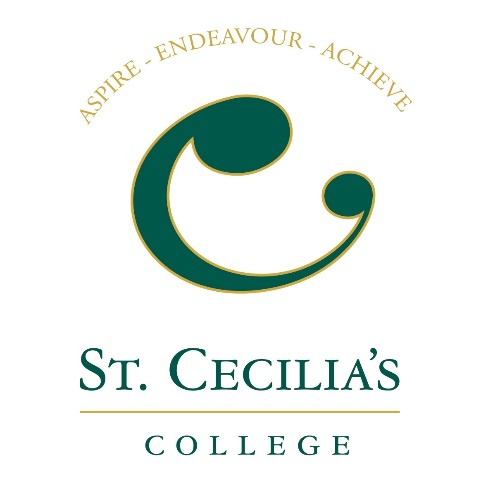 ASPIRE - ENDEAVOUR - ACHIEVE
ST. CECILIA'S
COLLEGE